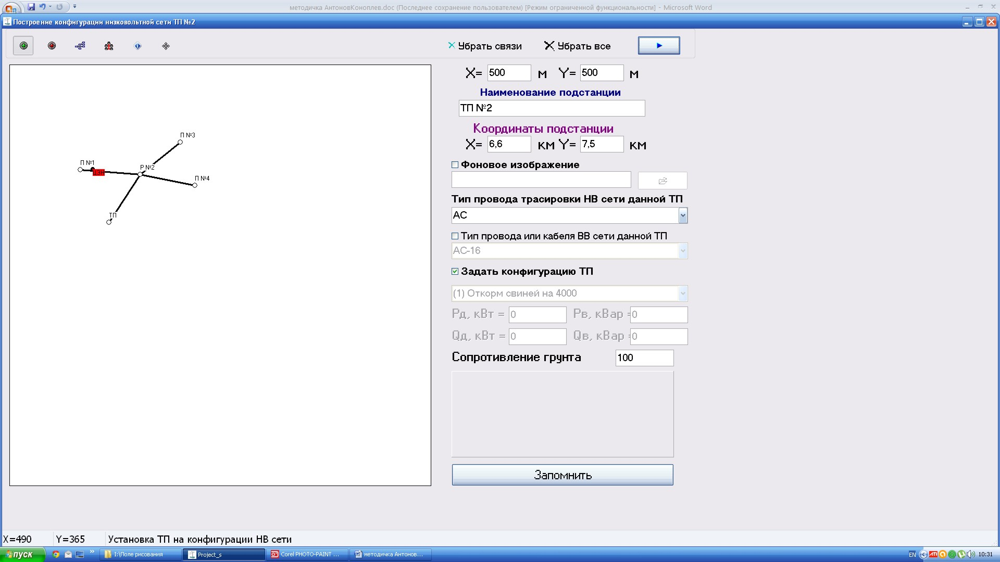 методичка АнтоновКоноплев.doc (Последнее сохранение пользователем) [Режим ограниченной функциональности] - Microsoft Word
Построение конфигурации низковольтной сети ТП №2
Убрать связи
Убрать все
X= 500 м Y= 500 м
Наименование подстанции
ТП №2
Координаты подстанции
X= 6,6 км Y= 7,5 км
Фоновое изображение
Тип провода трасировки НВ сети данной ТП
АС
Тип провода или кабеля ВВ сети данной ТП
АС-16
Задать конфигурацию ТП
(1) Откорм свиней на 4000
Pд, кВт = 0 Pв, кВар = 0
Qд, кВт = 0 Qв, кВар = 0
Сопротивление грунта 100
Запомнить
П №3
П №1
ДЭН
Р №2
П №4
ТП
X=490 Y=365 Установка ТП на конфигурации НВ сети
пуск
I:\Поле рисования
Project_s
Corel PHOTO-PAINT ...
методичка Антонов...
EN
10:31